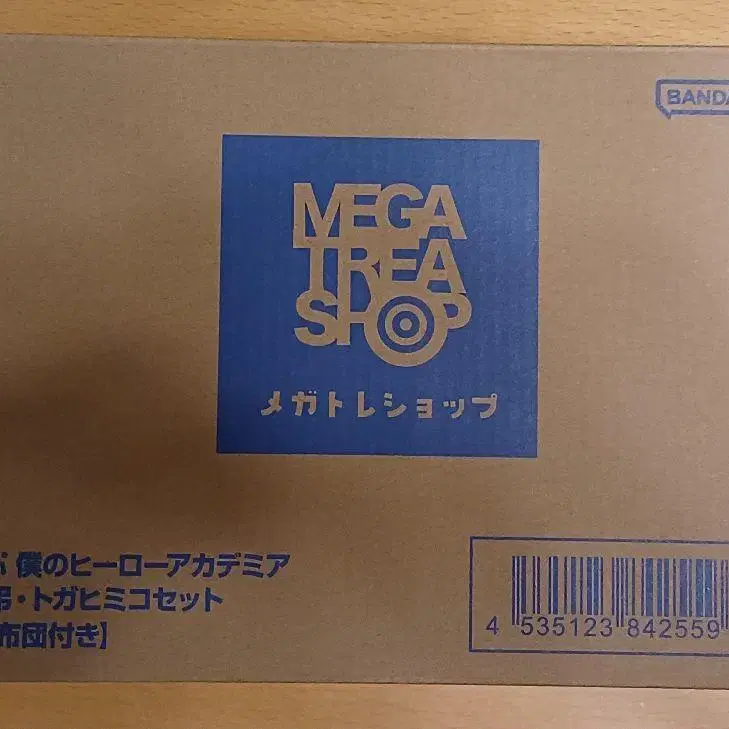 BANDA
MEGA
TREA
SHOP
メガトレショップ
ぷ 僕のヒーローアカデミア
弔・トガヒミコセット
布団付き】
4 535123 842559